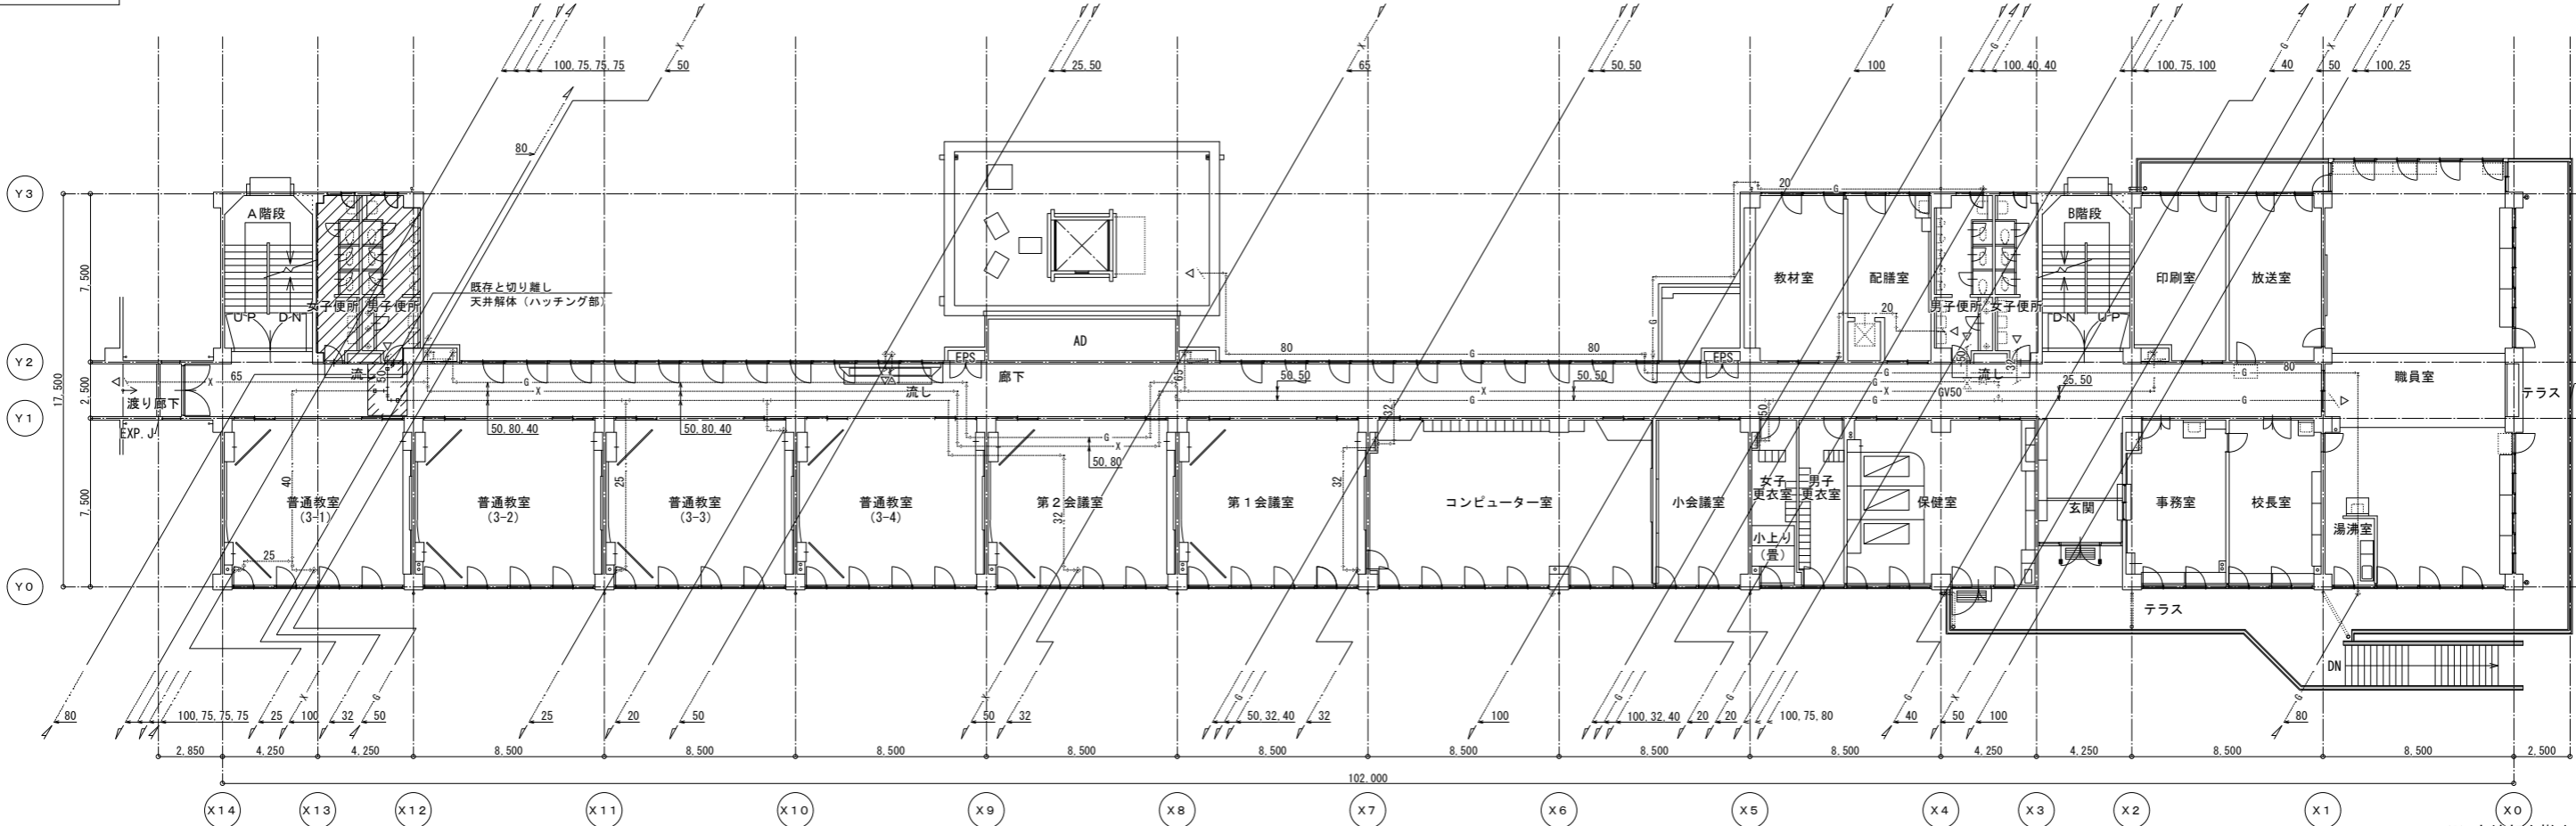 100,75,75,75
50
25,50
65
50,50
100
100,40,40
100,75,100
40
50
100,25
X
X
G
G
X
80
Y3
Y2
Y1
Y0
7,500
2,500
7,500
17,500
A階段
UP DN
女子便所
男子便所
既存と切り離し
天井解体(ハッチング部)
AD
EPS
EPS
20
G
教材室
配膳室
20
男子便所
女子便所
B階段
DN UP
印刷室
放送室
職員室
テラス
渡り廊下
EXP.J
流し
流し
流し
廊下
X
65
50
G
X
65
80
G
80
50,50
50,50
G
X
G
GV50
25,50
G
80
50
32
50,80,40
50,80,40
50,80
G
X
32
50
40
25
25
32
32
普通教室
(3-1)
普通教室
(3-2)
普通教室
(3-3)
普通教室
(3-4)
第2会議室
第1会議室
コンピューター室
小会議室
女子
更衣室
男子
更衣室
小上り
(畳)
保健室
玄関
事務室
校長室
湯沸室
テラス
DN
80
100,75,75,75
25
100
32
50
25
20
50
50
32
50,32,40
32
100
100,32,40
20
20
100,75,80
40
50
100
80
2,850
4,250
4,250
8,500
8,500
8,500
8,500
8,500
8,500
8,500
8,500
4,250
4,250
8,500
8,500
2,500
102,000
X14
X13
X12
X11
X10
X9
X8
X7
X6
X5
X4
X3
X2
X1
X0